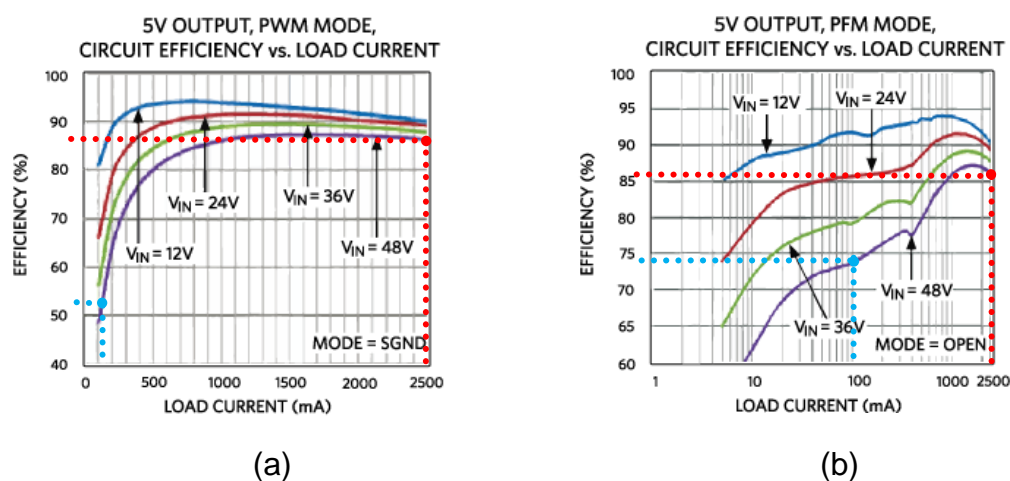 5V OUTPUT, PWM MODE,
CIRCUIT EFFICIENCY vs. LOAD CURRENT
100
90
80
70
60
50
40
EFFICIENCY (%)
VIN = 12V
VIN = 24V
VIN = 36V
VIN = 48V
MODE = SGND
0 500 1000 1500 2000 2500
LOAD CURRENT (mA)
(a)
5V OUTPUT, PFM MODE,
CIRCUIT EFFICIENCY vs. LOAD CURRENT
100
95
90
85
80
75
70
65
60
EFFICIENCY (%)
VIN = 12V
VIN = 24V
VIN = 36V
VIN = 48V
MODE = OPEN
1 10 100 1000 2500
LOAD CURRENT (mA)
(b)